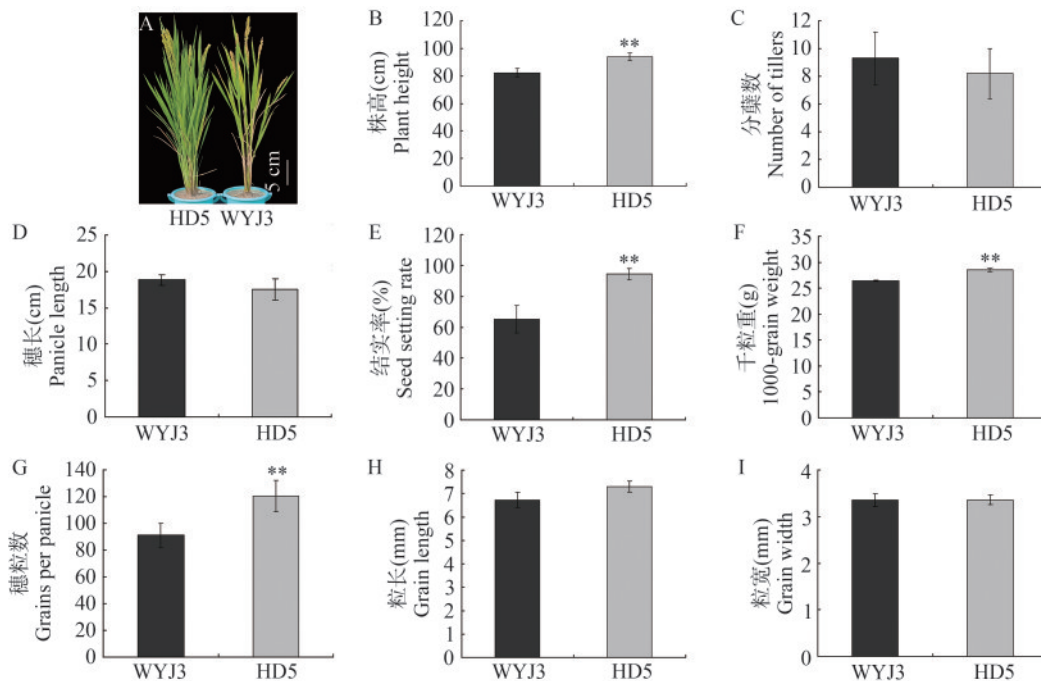 A
5 cm
HD5 WYJ3
B
株高(cm)
Plant height
120
100
80
60
40
20
0
**
WYJ3 HD5
C
分蘖数
Number of tillers
12
10
8
6
4
2
0
WYJ3 HD5
D
穗长(cm)
Panicle length
25
20
15
10
5
0
WYJ3 HD5
E
结实率(%)
Seed setting rate
120
100
80
60
40
20
0
**
WYJ3 HD5
F
千粒重(g)
1000-grain weight
35
30
25
20
15
10
5
0
**
WYJ3 HD5
G
穗粒数
Grains per panicle
140
120
100
80
60
40
20
0
**
WYJ3 HD5
H
粒长(mm)
Grain length
8
7
6
5
4
3
2
1
0
WYJ3 HD5
I
粒宽(mm)
Grain width
4
3
2
1
0
WYJ3 HD5